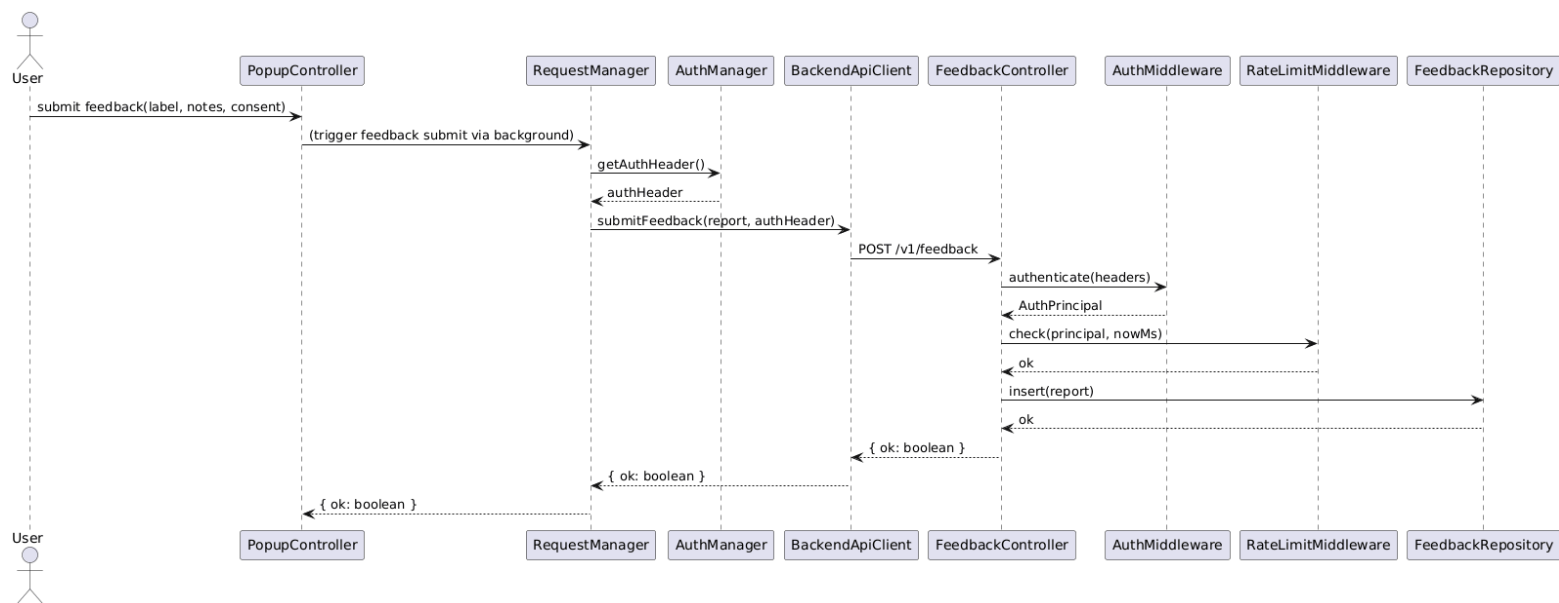 User
PopupController
RequestManager
AuthManager
BackendApiClient
FeedbackController
AuthMiddleware
RateLimitMiddleware
FeedbackRepository
submit feedback(label, notes, consent)
(trigger feedback submit via background)
getAuthHeader()
authHeader
submitFeedback(report, authHeader)
POST /v1/feedback
authenticate(headers)
AuthPrincipal
check(principal, nowMs)
ok
insert(report)
ok
{ ok: boolean }
{ ok: boolean }
{ ok: boolean }
User
PopupController
RequestManager
AuthManager
BackendApiClient
FeedbackController
AuthMiddleware
RateLimitMiddleware
FeedbackRepository